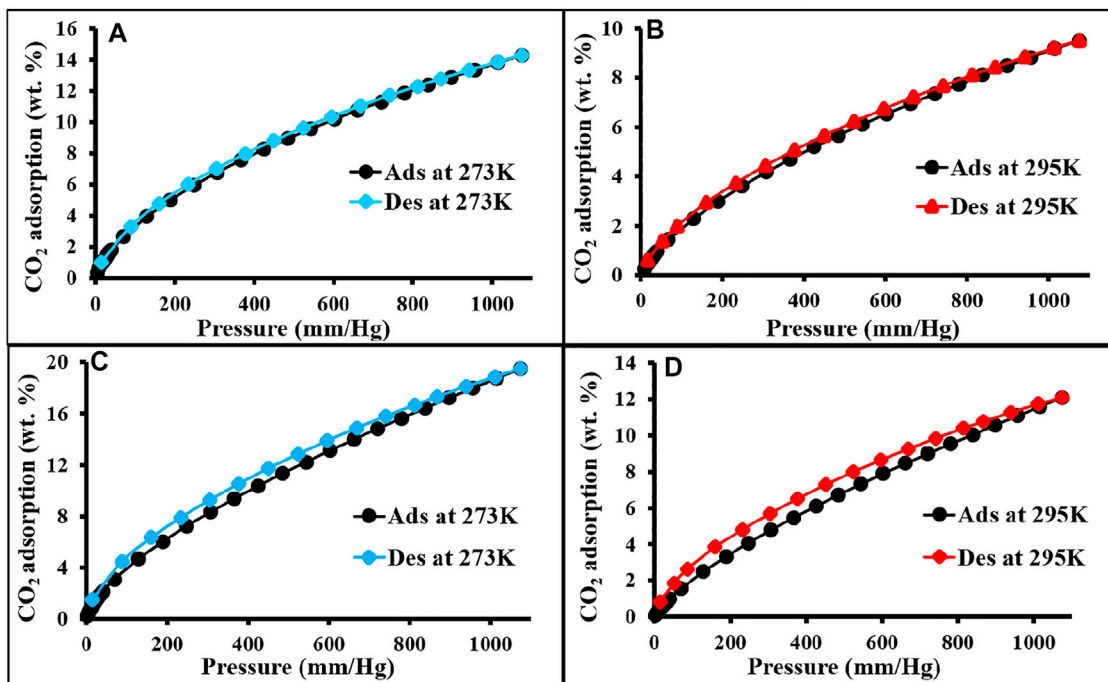 A
CO₂ adsorption (wt. %)
16
14
12
10
8
6
4
2
0
Ads at 273K
Des at 273K
0 200 400 600 800 1000
Pressure (mm/Hg)
B
CO₂ adsorption (wt. %)
10
8
6
4
2
0
Ads at 295K
Des at 295K
0 200 400 600 800 1000
Pressure (mm/Hg)
C
CO₂ adsorption (wt. %)
20
16
12
8
4
0
Ads at 273K
Des at 273K
0 200 400 600 800 1000
Pressure (mm/Hg)
D
CO₂ adsorption (wt. %)
14
12
10
8
6
4
2
0
Ads at 295K
Des at 295K
0 200 400 600 800 1000
Pressure (mm/Hg)